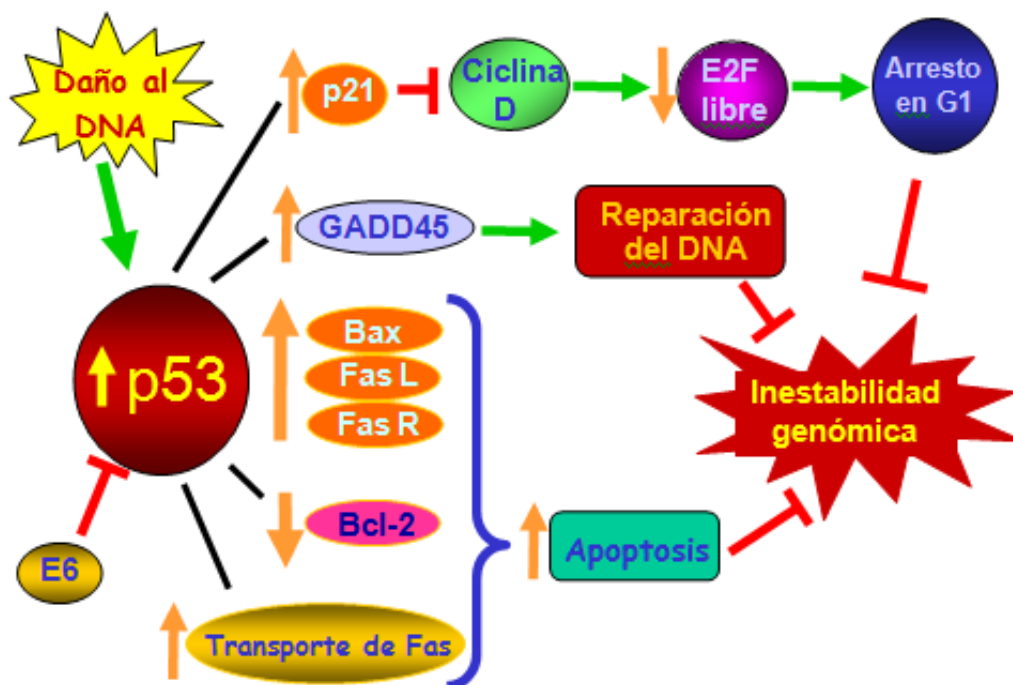 Daño al
DNA
p21
Ciclina
D
E2F
libre
Arresto
en G1
GADD45
Reparación
del DNA
p53
Bax
Fas L
Fas R
Inestabilidad
genómica
Bcl-2
E6
Apoptosis
Transporte de Fas